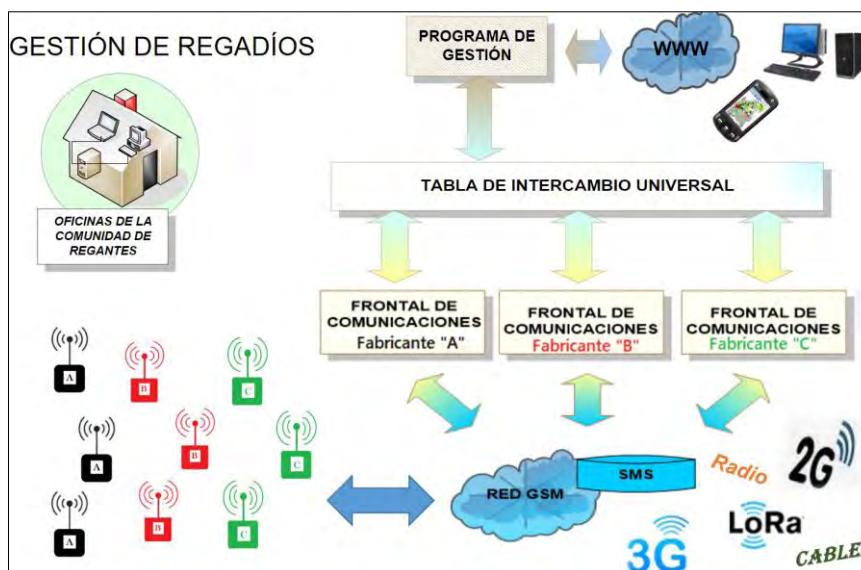 GESTIÓN DE REGADÍOS
PROGRAMA DE
GESTIÓN
WWW
OFICINAS DE LA
COMUNIDAD DE
REGANTES
TABLA DE INTERCAMBIO UNIVERSAL
FRONTAL DE
COMUNICACIONES
Fabricante "A"
FRONTAL DE
COMUNICACIONES
Fabricante "B"
FRONTAL DE
COMUNICACIONES
Fabricante "C"
A
B
C
A
B
C
A
B
C
RED GSM
SMS
Radio
2G
3G
LoRa
CABLE